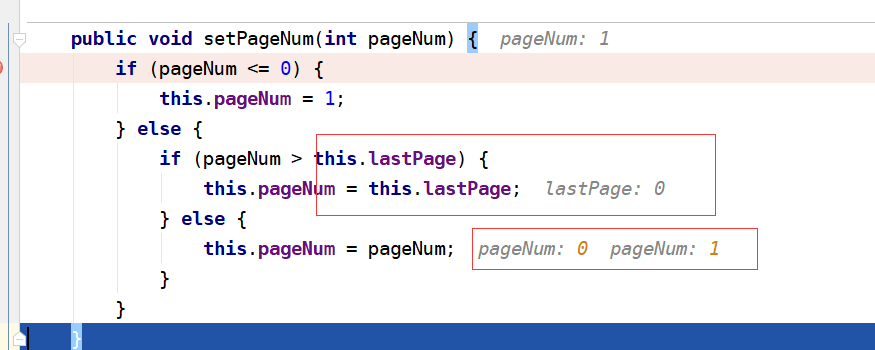 public void setPageNum(int pageNum) {  pageNum: 1
if (pageNum <= 0) {
this.pageNum = 1;
} else {
if (pageNum > this.lastPage) {
this.pageNum = this.lastPage;  lastPage: 0
} else {
this.pageNum = pageNum;  pageNum: 0  pageNum: 1
}
}
}